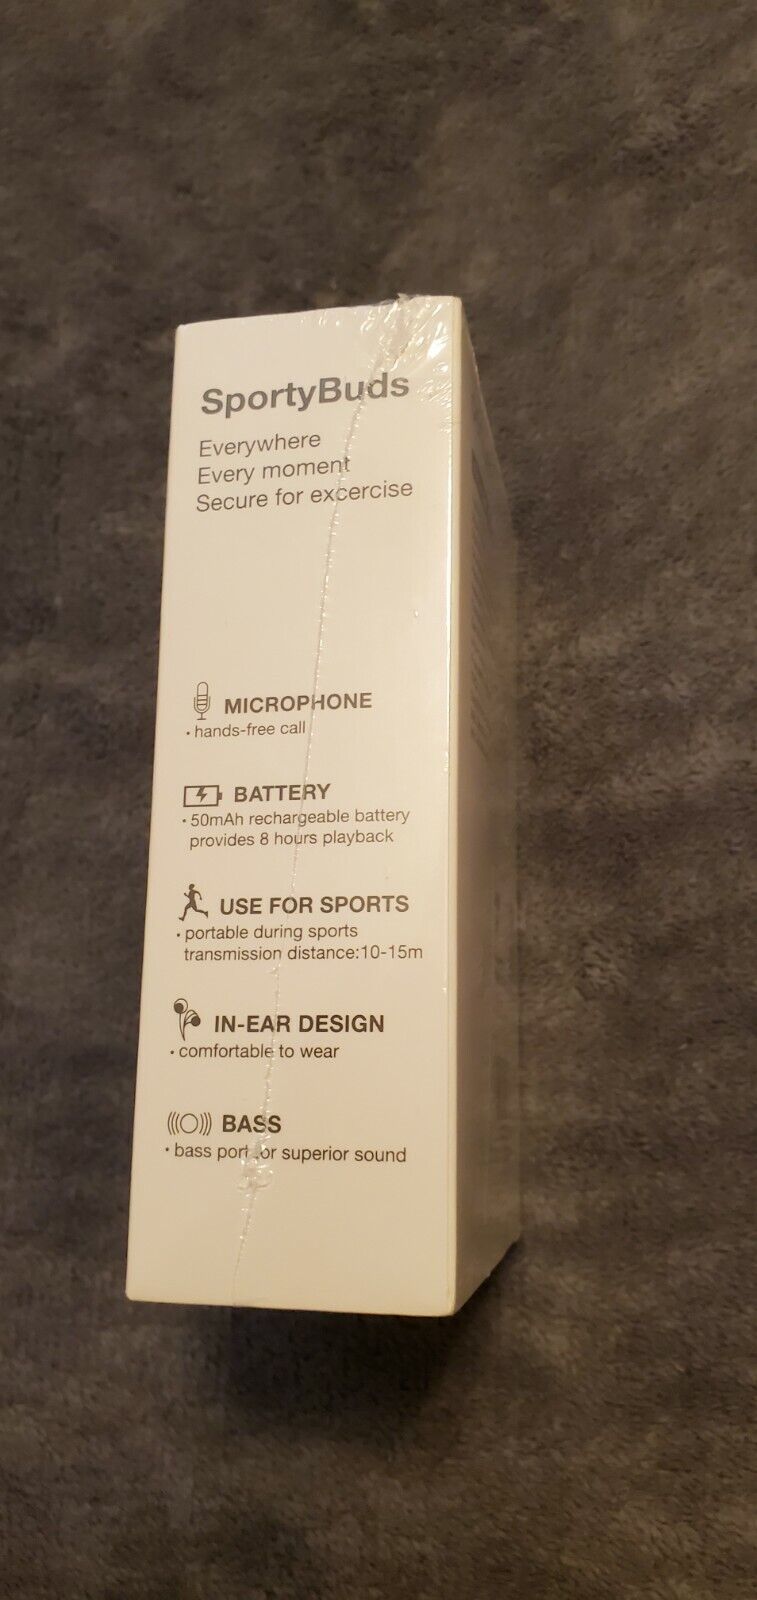 SportyBuds
Everywhere
Every moment
Secure for excercise
MICROPHONE
• hands-free call
BATTERY
• 50mAh rechargeable battery
provides 8 hours playback
USE FOR SPORTS
• portable during sports
transmission distance:10-15m
IN-EAR DESIGN
• comfortable to wear
BASS
• bass port for superior sound